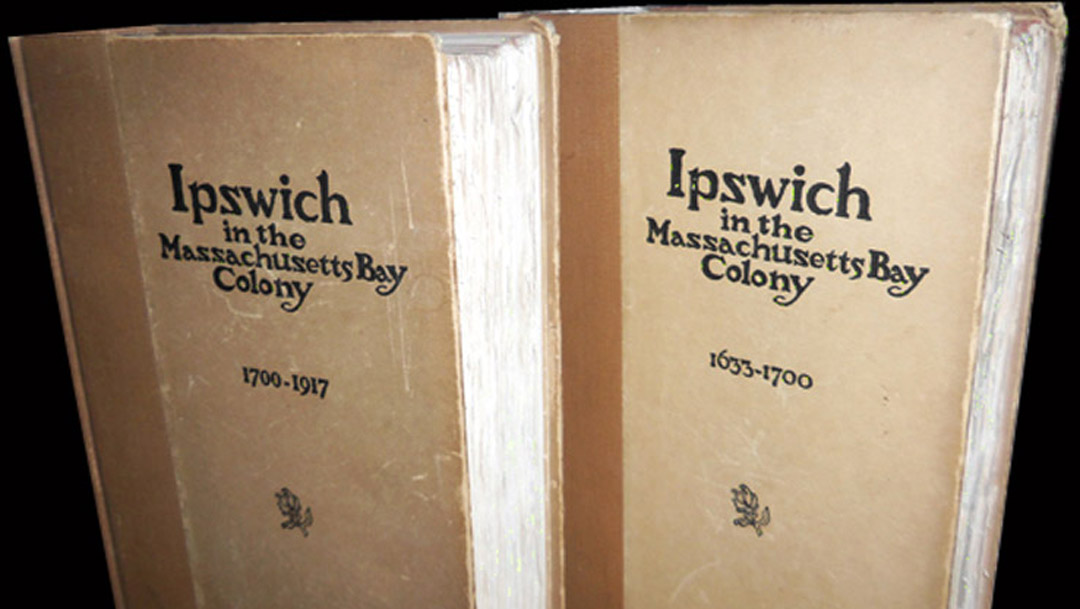 Ipswich
in the
Massachusetts Bay
Colony
1700-1917
Ipswich
in the
Massachusetts Bay
Colony
1633-1700